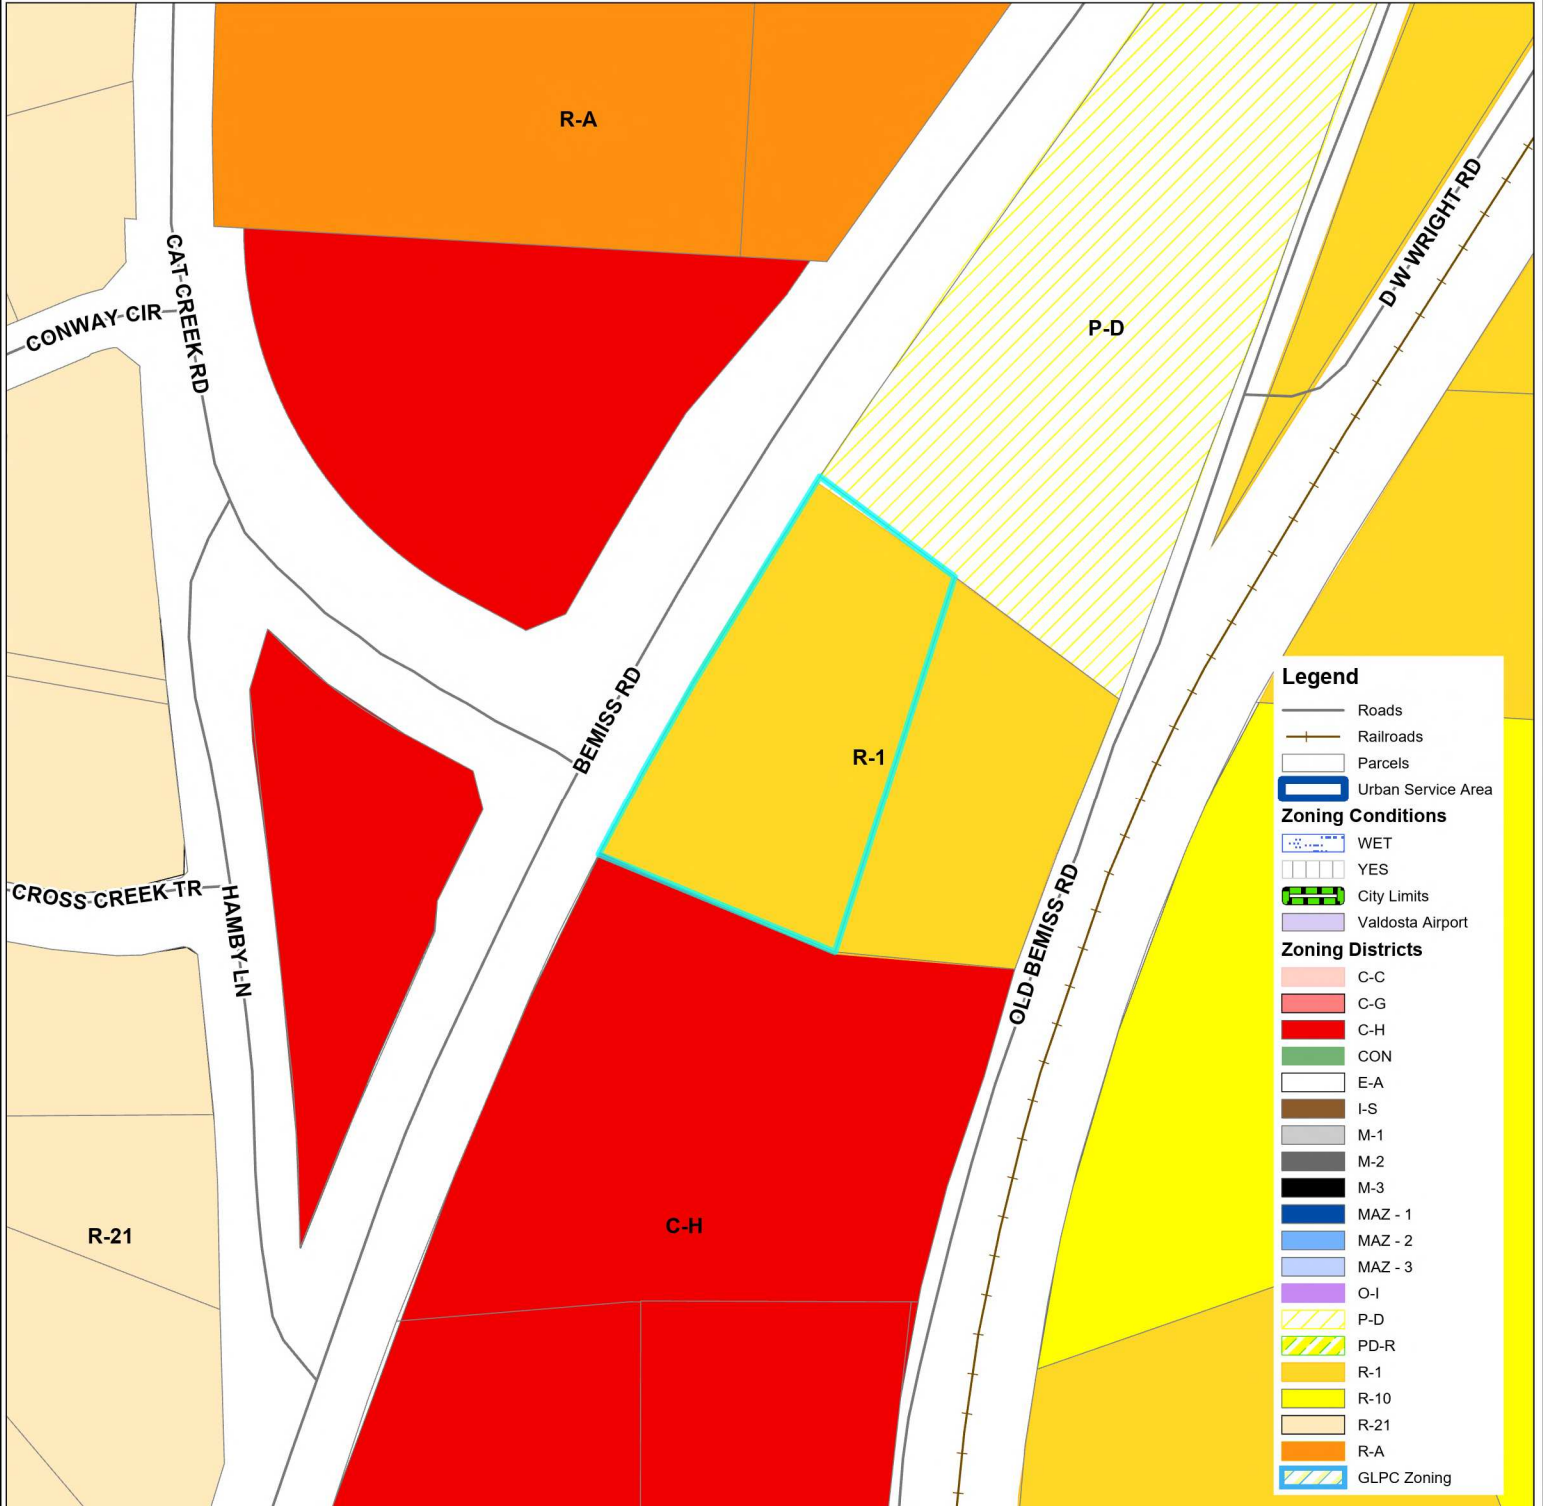 R-A
CAT CREEK RD
D W WRIGHT RD
CONWAY CIR
P-D
BEMISS RD
R-1
CROSS CREEK TR
HAMBY LN
OLD BEMISS RD
R-21
C-H
Legend
Roads
Railroads
Parcels
Urban Service Area
Zoning Conditions
WET
YES
City Limits
Valdosta Airport
Zoning Districts
C-C
C-G
C-H
CON
E-A
I-S
M-1
M-2
M-3
MAZ - 1
MAZ - 2
MAZ - 3
O-I
P-D
PD-R
R-1
R-10
R-21
R-A
GLPC Zoning